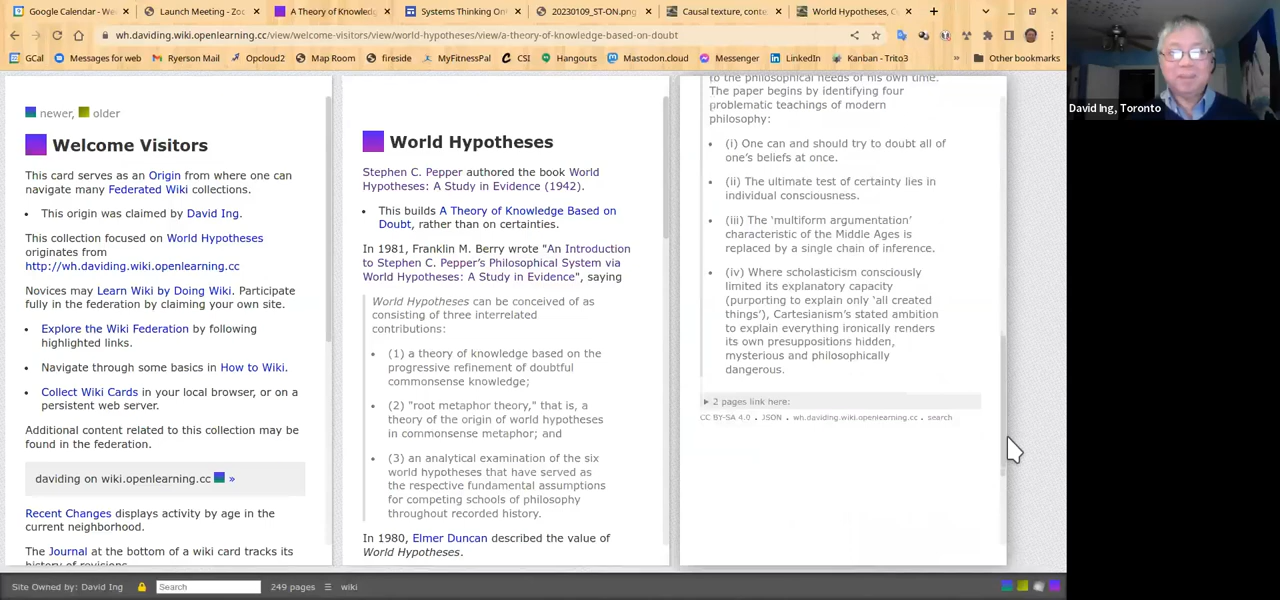 Google Calendar - We
Launch Meeting - Zoo
A Theory of Knowledg
Systems Thinking Ont
20230109_ST-ON.png
Causal texture, conte
World Hypotheses, C
wh.daviding.wiki.openlearning.cc/view/welcome-visitors/view/world-hypotheses/view/a-theory-of-knowledge-based-on-doubt
GCal
Messages for web
Ryerson Mail
Opcloud2
Map Room
fireside
MyFitnessPal
CSI
Hangouts
Mastodon.cloud
Messenger
LinkedIn
Kanban - Trito3
»
Other bookmarks
newer, older
Welcome Visitors
This card serves as an Origin from where one can
navigate many Federated Wiki collections.
• This origin was claimed by David Ing.
This collection focused on World Hypotheses
originates from
http://wh.daviding.wiki.openlearning.cc
Novices may Learn Wiki by Doing Wiki. Participate
fully in the federation by claiming your own site.
• Explore the Wiki Federation by following
highlighted links.
• Navigate through some basics in How to Wiki.
• Collect Wiki Cards in your local browser, or on a
persistent web server.
Additional content related to this collection may be
found in the federation.
daviding on wiki.openlearning.cc »
Recent Changes displays activity by age in the
current neighborhood.
The Journal at the bottom of a wiki card tracks its
history of revisions.
World Hypotheses
Stephen C. Pepper authored the book World
Hypotheses: A Study in Evidence (1942).
• This builds A Theory of Knowledge Based on
Doubt, rather than on certainties.
In 1981, Franklin M. Berry wrote "An Introduction
to Stephen C. Pepper's Philosophical System via
World Hypotheses: A Study in Evidence", saying
World Hypotheses can be conceived of as
consisting of three interrelated
contributions:
• (1) a theory of knowledge based on the
progressive refinement of doubtful
commonsense knowledge;
• (2) "root metaphor theory," that is, a
theory of the origin of world hypotheses
in commonsense metaphor; and
• (3) an analytical examination of the six
world hypotheses that have served as
the respective fundamental assumptions
for competing schools of philosophy
throughout recorded history.
In 1980, Elmer Duncan described the value of
World Hypotheses.
to the philosophical needs of his own time.
The paper begins by identifying four
problematic teachings of modern
philosophy:
• (i) One can and should try to doubt all of
one's beliefs at once.
• (ii) The ultimate test of certainty lies in
individual consciousness.
• (iii) The 'multiform argumentation'
characteristic of the Middle Ages is
replaced by a single chain of inference.
• (iv) Where scholasticism consciously
limited its explanatory capacity
(purporting to explain only 'all created
things'), Cartesianism's stated ambition
to explain everything ironically renders
its own presuppositions hidden,
mysterious and philosophically
dangerous.
▸ 2 pages link here:
CC BY-SA 4.0 . JSON . wh.daviding.wiki.openlearning.cc . search
Site Owned by: David Ing
Search
249 pages
☰
wiki
David Ing, Toronto